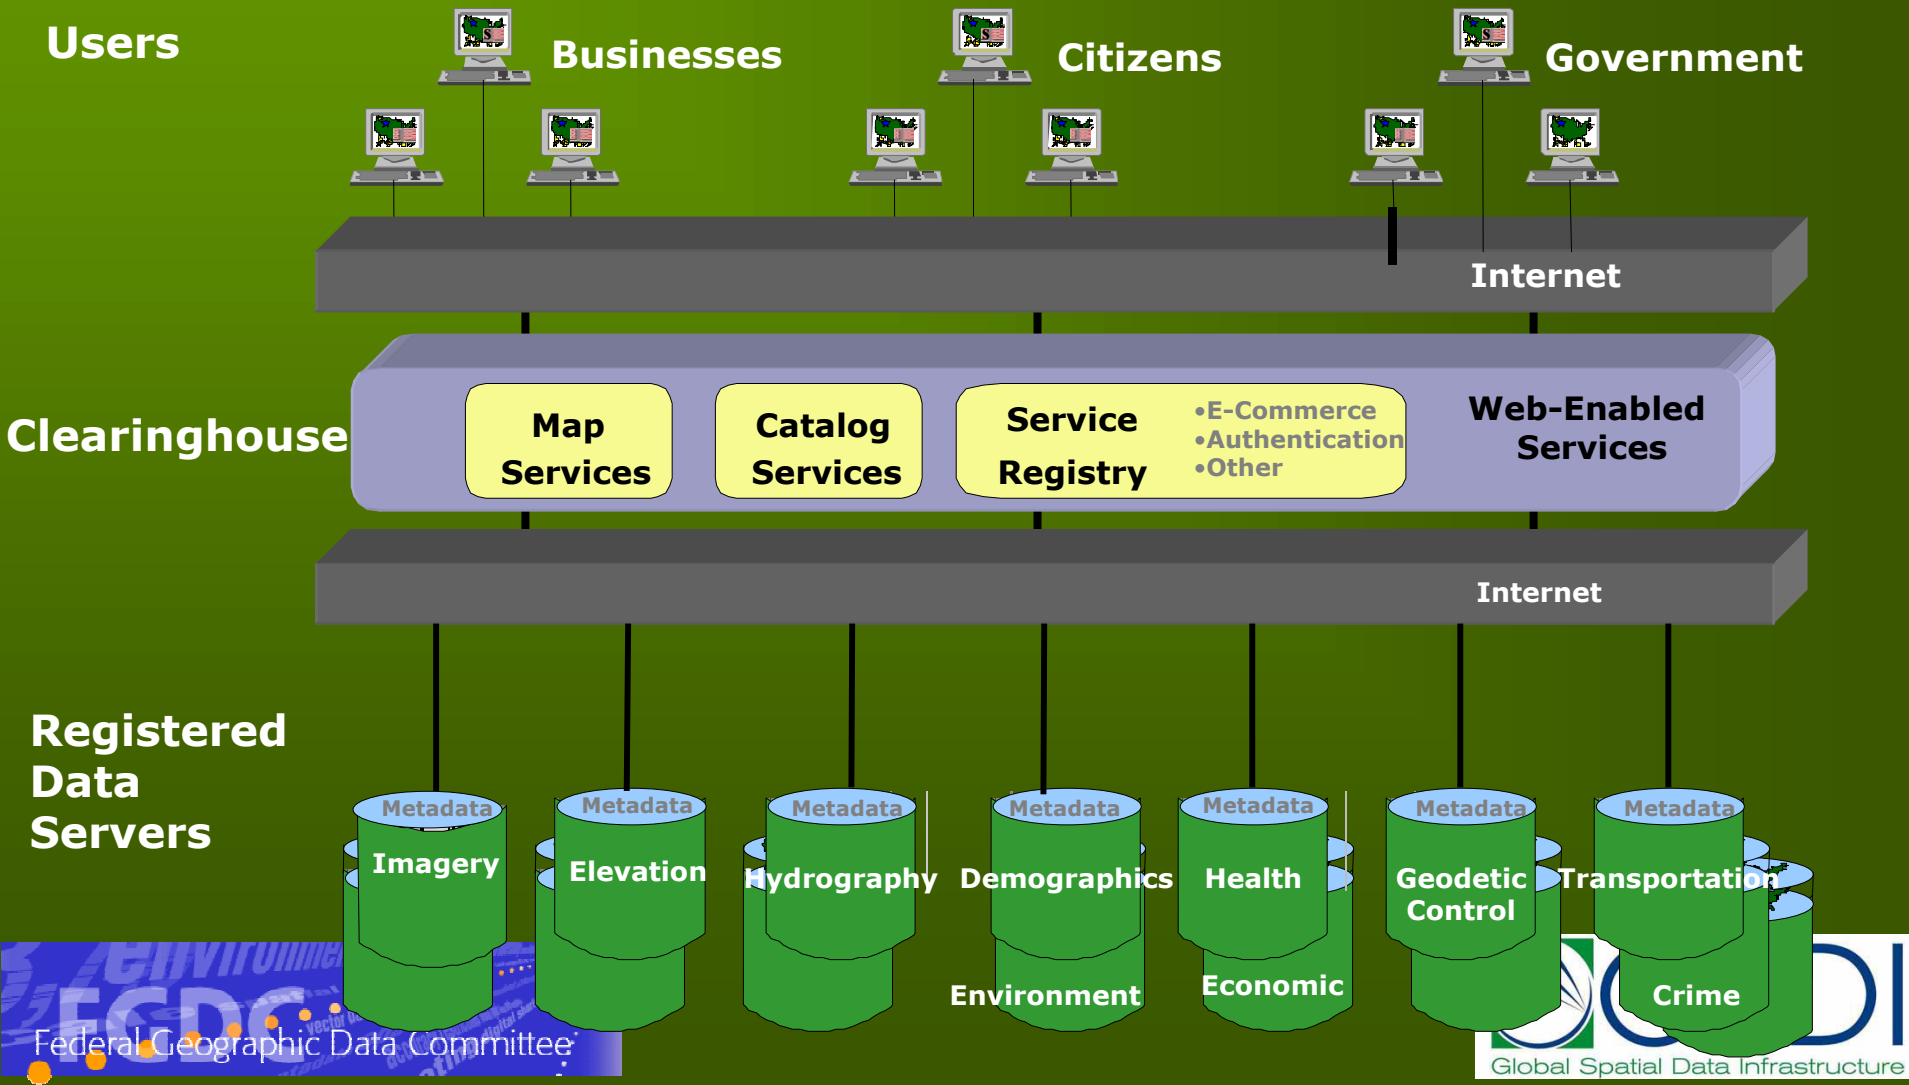 Users
Businesses
Citizens
Government
Internet
Clearinghouse
Map
Services
Catalog
Services
Service
Registry
•E-Commerce
•Authentication
•Other
Web-Enabled
Services
Internet
Registered
Data
Servers
Metadata
Metadata
Metadata
Metadata
Metadata
Metadata
Metadata
Imagery
Elevation
Hydrography
Demographics
Health
Geodetic
Control
Transportation
Environment
Economic
Crime
FGDC
Federal Geographic Data Committee
Global Spatial Data Infrastructure